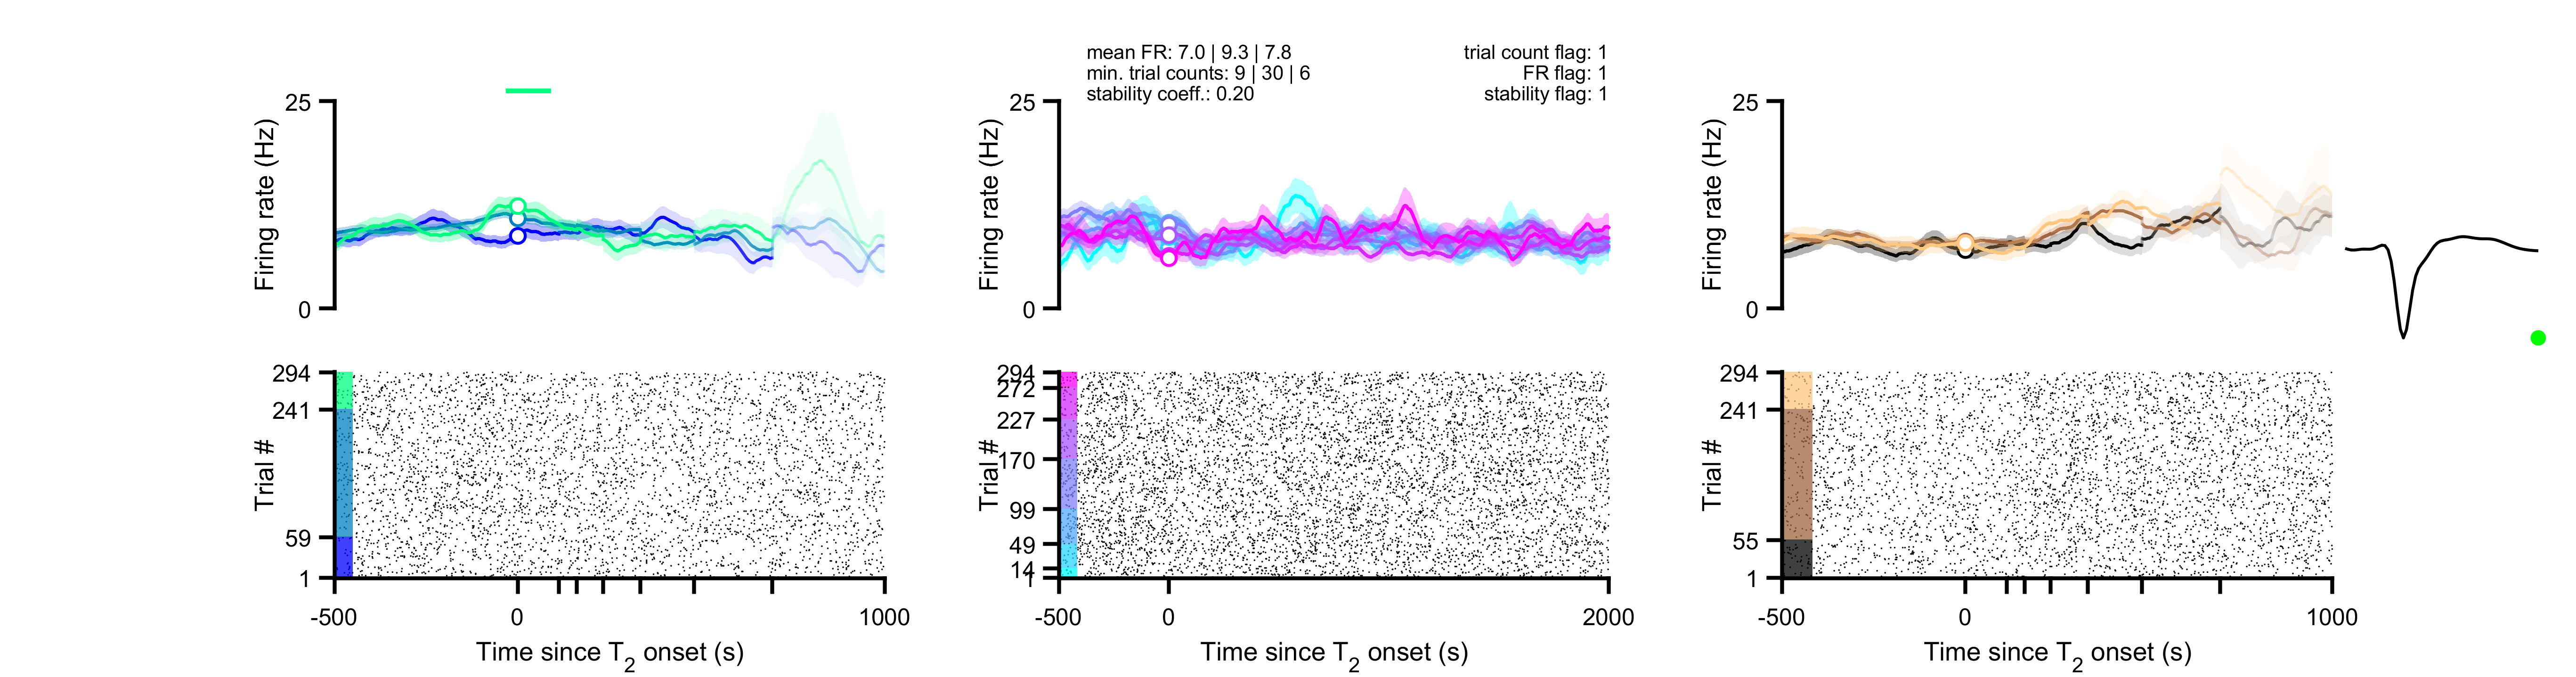 mean FR: 7.0 | 9.3 | 7.8
min. trial counts: 9 | 30 | 6
stability coeff.: 0.20
trial count flag: 1
FR flag: 1
stability flag: 1
25
0
Firing rate (Hz)
294
241
59
1
Trial #
-500
0
1000
Time since T2 onset (s)
25
0
Firing rate (Hz)
294
272
227
170
99
49
14
1
Trial #
-500
0
2000
Time since T2 onset (s)
25
0
Firing rate (Hz)
294
241
55
1
Trial #
-500
0
1000
Time since T2 onset (s)